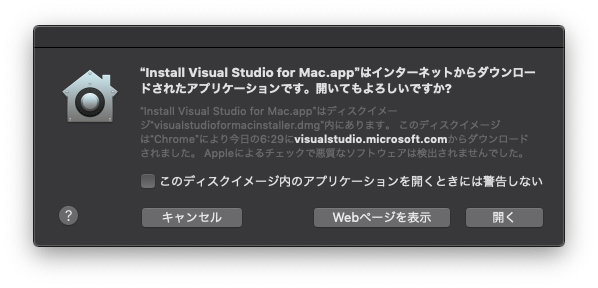 “Install Visual Studio for Mac.app”はインターネットからダウンロー
ドされたアプリケーションです。開いてもよろしいですか?
“Install Visual Studio for Mac.app”はディスクイメー
ジ“visualstudioformacinstaller.dmg”内にあります。このディスクイメージ
は“Chrome”により今日の6:29にvisualstudio.microsoft.comからダウンロード
されました。Appleによるチェックで悪質なソフトウェアは検出されませんでした。
このディスクイメージ内のアプリケーションを開くときには警告しない
? キャンセル Webページを表示 開く